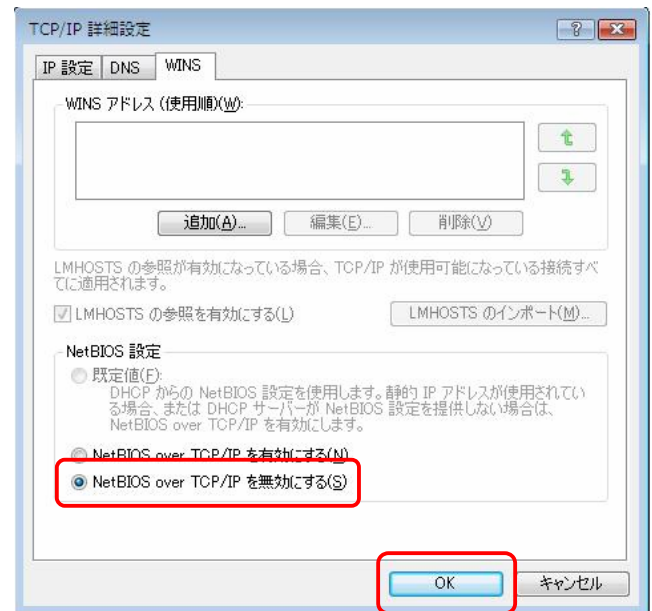 TCP/IP 詳細設定
IP 設定 DNS WINS
WINS アドレス (使用順)(W):
追加(A)... 編集(E)... 削除(V)
LMHOSTS の参照が有効になっている場合、TCP/IP が使用可能になっている接続すべ
てに適用されます。
LMHOSTS の参照を有効にする(L) LMHOSTS のインポート(M)...
NetBIOS 設定
既定値(F):
DHCP からの NetBIOS 設定を使用します。静的 IP アドレスが使用されてい
る場合、または DHCP サーバーが NetBIOS 設定を提供しない場合は、
NetBIOS over TCP/IP を有効にします。
NetBIOS over TCP/IP を有効にする(N)
NetBIOS over TCP/IP を無効にする(S)
OK キャンセル